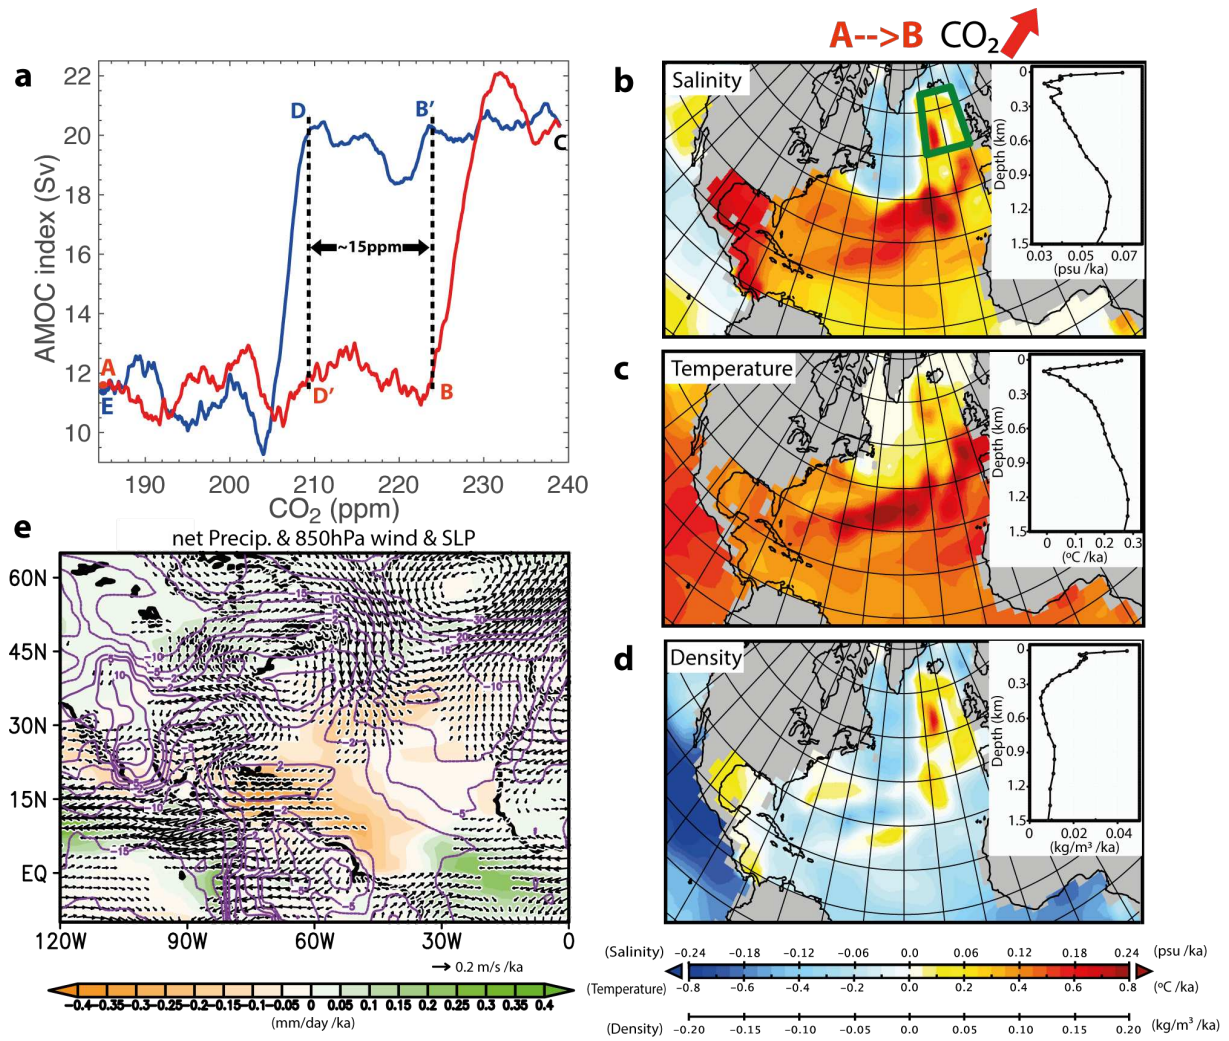 A-->B CO₂
a
22
20
18
16
14
12
10
AMOC index (Sv)
D
B'
C
~15ppm
A
E
D'
B
190
200
210
220
230
240
CO₂ (ppm)
b
Salinity
0
0.3
0.6
0.9
1.2
1.5
Depth (km)
0.03
0.05
0.07
(psu /ka)
c
Temperature
0
0.3
0.6
0.9
1.2
1.5
Depth (km)
0
0.1
0.2
0.3
(ºC /ka)
d
Density
0
0.3
0.6
0.9
1.2
1.5
Depth (km)
0
0.02
0.04
(kg/m³ /ka)
e
net Precip. & 850hPa wind & SLP
60N
45N
30N
15N
EQ
120W
90W
60W
30W
0
0.2 m/s /ka
-0.4 -0.35 -0.3 -0.25 -0.2 -0.15 -0.1 -0.05 0 0.05 0.1 0.15 0.2 0.25 0.3 0.35 0.4
(mm/day /ka)
(Salinity) -0.24 -0.18 -0.12 -0.06 0.0 0.06 0.12 0.18 0.24 (psu /ka)
(Temperature) -0.8 -0.6 -0.4 -0.2 0.0 0.2 0.4 0.6 0.8 (ºC /ka)
(Density) -0.20 -0.15 -0.10 -0.05 0.0 0.05 0.10 0.15 0.20 (kg/m³ /ka)